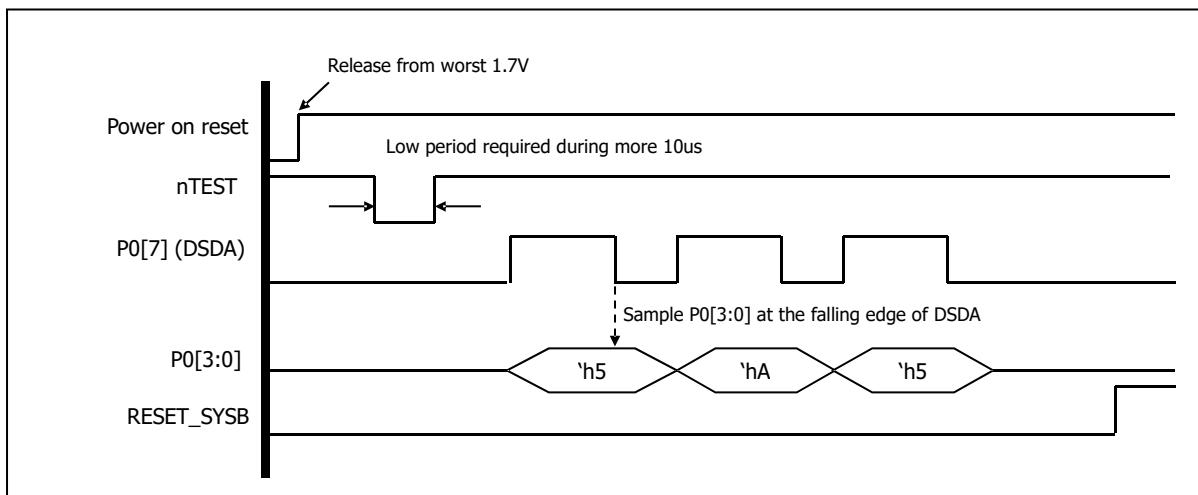 Release from worst 1.7V
Power on reset
Low period required during more 10us
nTEST
P0[7] (DSDA)
Sample P0[3:0] at the falling edge of DSDA
P0[3:0]
‘h5
‘hA
‘h5
RESET_SYSB